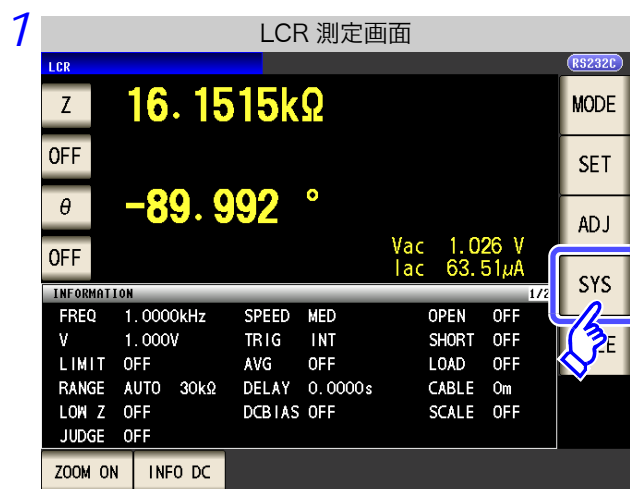 1
LCR 測定画面
LCR
RS232C
Z 16.1515kΩ
MODE
OFF
SET
θ -89.992 °
ADJ
OFF
Vac 1.026 V
Iac 63.51μA
SYS
INFORMATION 1/2
FREQ 1.0000kHz SPEED MED OPEN OFF
V 1.000V TRIG INT SHORT OFF
LIMIT OFF AVG OFF LOAD OFF
RANGE AUTO 30kΩ DELAY 0.0000s CABLE 0m
LOW Z OFF DCBIAS OFF SCALE OFF
JUDGE OFF
ZOOM ON INFO DC